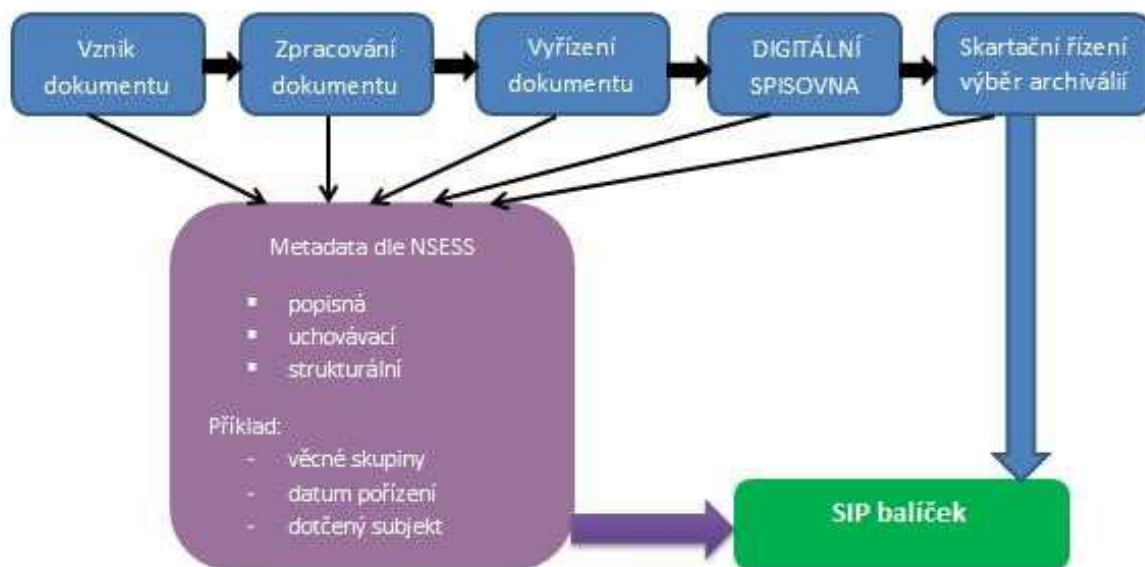 Vznik
dokumentu
Zpracování
dokumentu
Vyřízení
dokumentu
DIGITÁLNÍ
SPISOVNA
Skartační řízení
výběr archiválií
Metadata dle NSESS
▪ popisná
▪ uchovávací
▪ strukturální
Příklad:
- věcné skupiny
- datum pořízení
- dotčený subjekt
SIP balíček